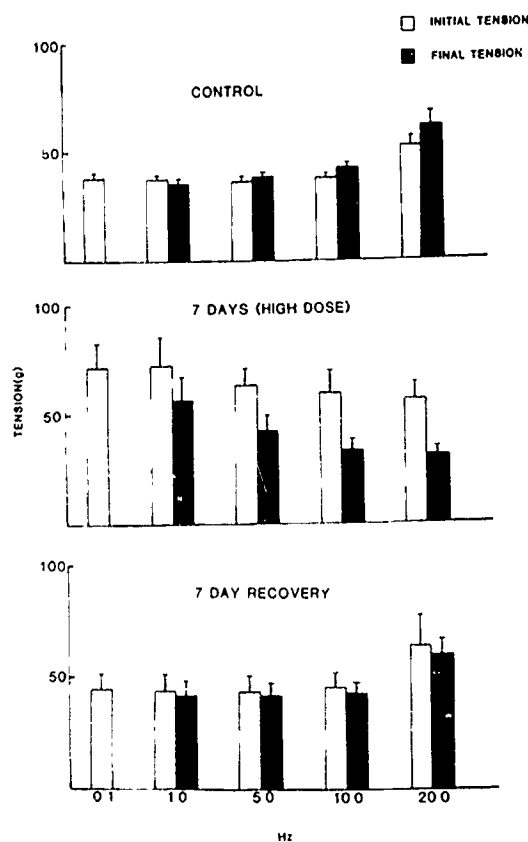 INITIAL TENSION
FINAL TENSION
100
CONTROL
50
7 DAYS (HIGH DOSE)
100
TENSION(g)
50
7 DAY RECOVERY
100
50
0 1 1 0 5 0 10 0 20 0
Hz